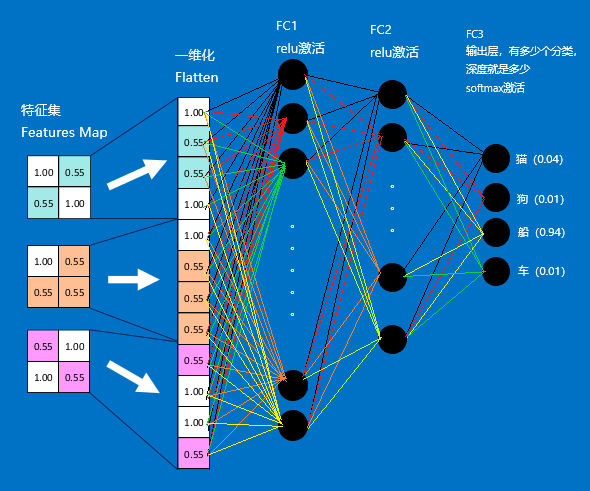 特征集
Features Map
1.00 0.55
0.55 1.00
1.00 0.55
0.55 0.55
0.55 1.00
1.00 0.55
一维化
Flatten
1.00
0.55
0.55
1.00
1.00
0.55
0.55
0.55
0.55
1.00
1.00
0.55
FC1
relu激活
FC2
relu激活
FC3
输出层，有多少个分类，
深度就是多少
softmax激活
猫（0.04）
狗（0.01）
船（0.94）
车（0.01）